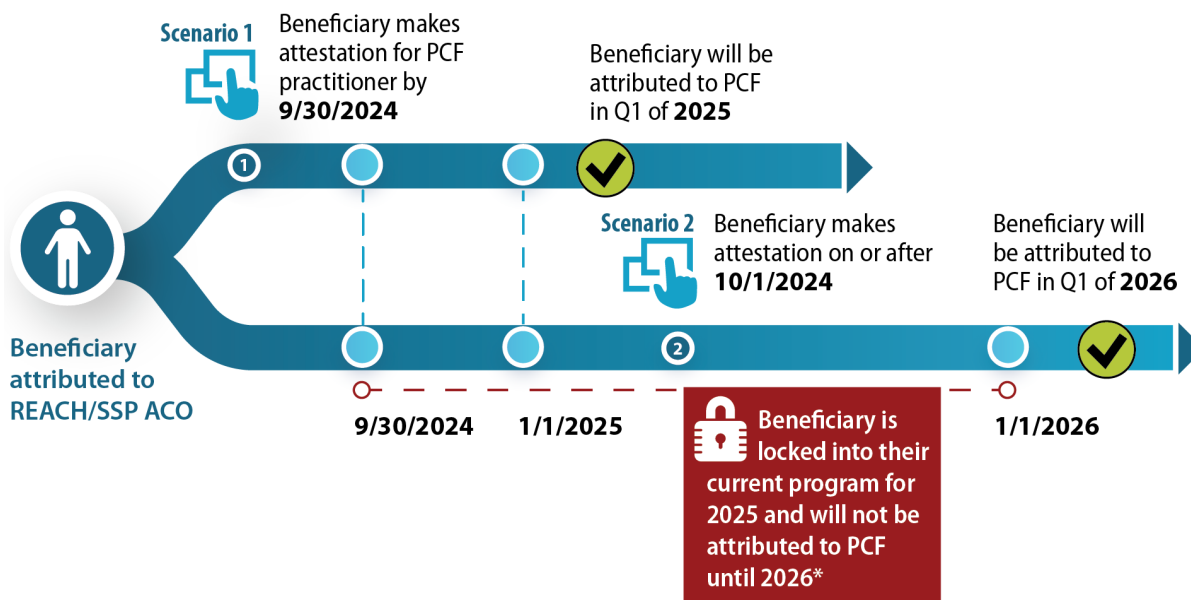 Scenario 1
Beneficiary makes
attestation for PCF
practitioner by
9/30/2024
Beneficiary will be
attributed to PCF
in Q1 of 2025
1
Scenario 2
Beneficiary makes
attestation on or after
10/1/2024
Beneficiary will
be attributed to
PCF in Q1 of 2026
2
Beneficiary
attributed to
REACH/SSP ACO
9/30/2024
1/1/2025
1/1/2026
Beneficiary is
locked into their
current program for
2025 and will not be
attributed to PCF
until 2026*